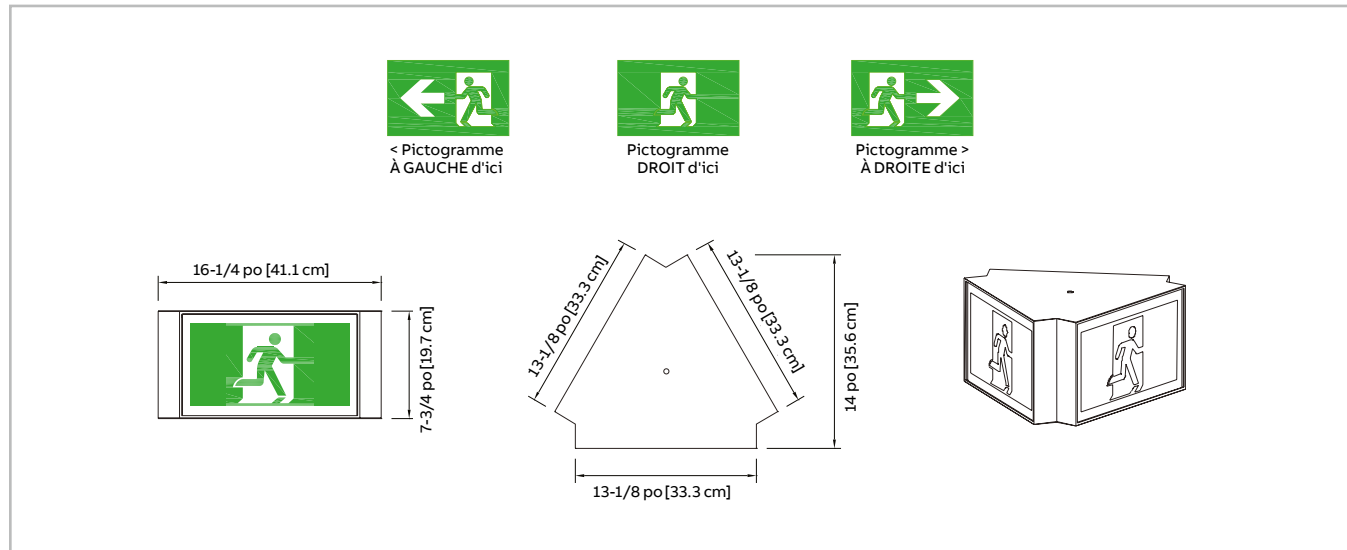 < Pictogramme
À GAUCHE d'ici
Pictogramme
DROIT d'ici
Pictogramme >
À DROITE d'ici
16-1/4 po [41.1 cm]
7-3/4 po [19.7 cm]
13-1/8 po [33.3 cm]
13-1/8 po [33.3 cm]
14 po [35.6 cm]
13-1/8 po [33.3 cm]